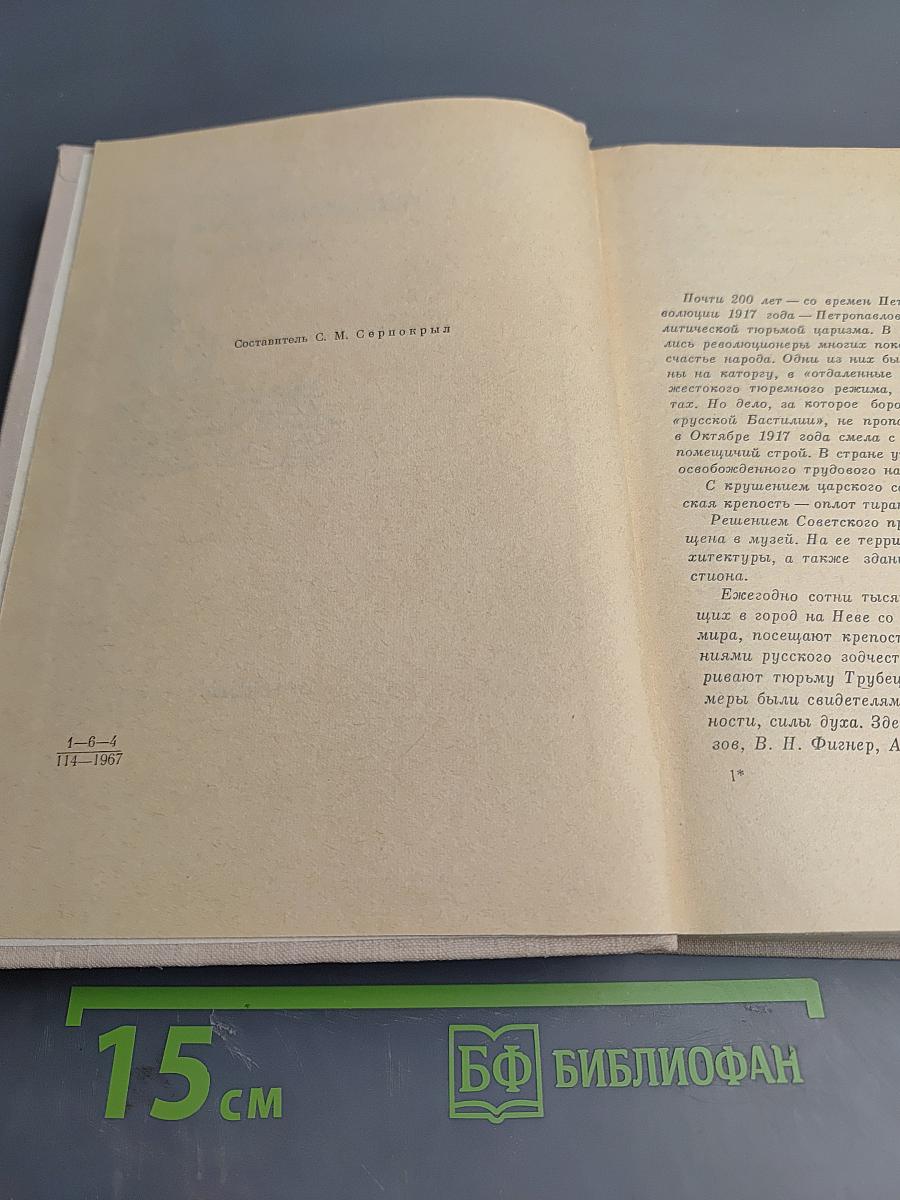 Составитель С. М. Серпокрыл
1—6—4
114—1967
Почти 200 лет — со времен Пет
волюции 1917 года — Петропавлов
литической тюрьмой царизма. В
лись революционеры многих поко
счастье народа. Одни из них бы
ны на каторгу, в «отдаленные
жестокого тюремного режима,
тах. Но дело, за которое боро
«русской Бастилии», не пропа
в Октябре 1917 года смела с
помещичий строй. В стране у
освобожденного трудового на
С крушением царского са
ская крепость — оплот тиран
Решением Советского пр
щена в музей. На ее терри
хитектуры, а также здани
стиона.
Ежегодно сотни тыся
щих в город на Неве со
мира, посещают крепост
ниями русского зодчест
ривают тюрьму Трубец
меры были свидетелям
ности, силы духа. Зде
зов, В. Н. Фигнер, А
1*
15 см
БФ БИБЛИОФАН